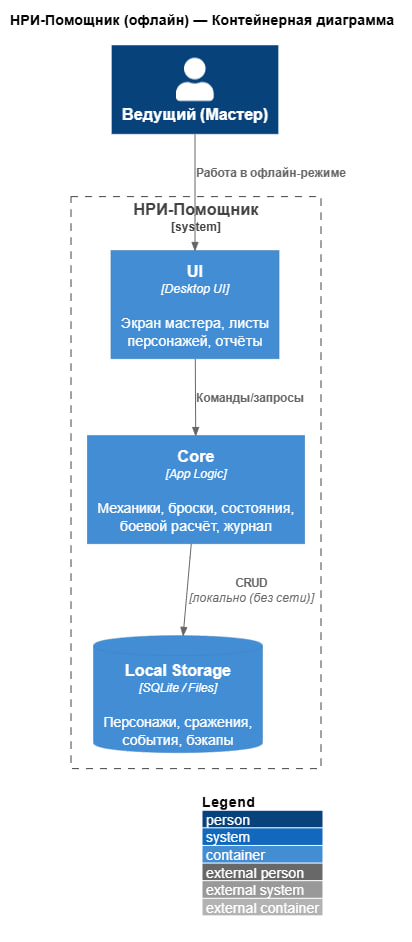 НРИ-Помощник (офлайн) — Контейнерная диаграмма
Ведущий (Мастер)
Работа в офлайн-режиме
НРИ-Помощник
[system]
UI
[Desktop UI]
Экран мастера, листы
персонажей, отчёты
Команды/запросы
Core
[App Logic]
Механики, броски, состояния,
боевой расчёт, журнал
CRUD
[локально (без сети)]
Local Storage
[SQLite / Files]
Персонажи, сражения,
события, бэкапы
Legend
person
system
container
external person
external system
external container